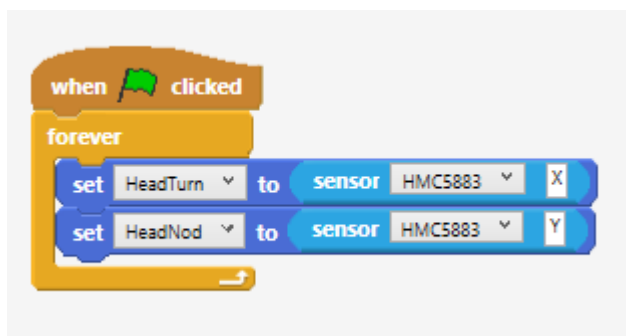 when clicked
forever
set HeadTurn to sensor HMC5883 X
set HeadNod to sensor HMC5883 Y